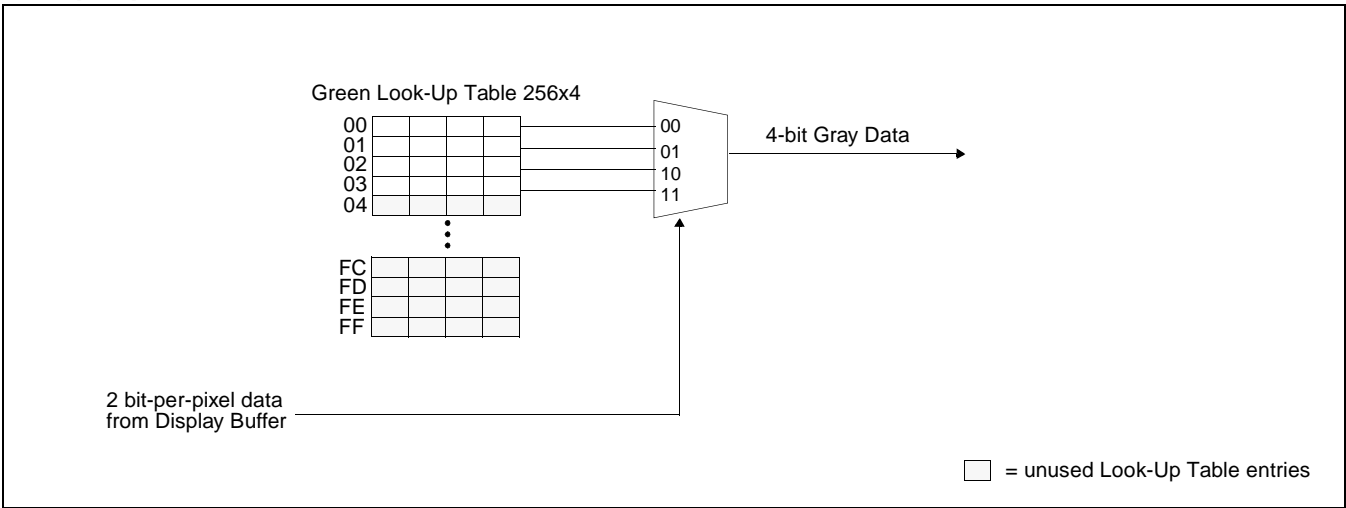 Green Look-Up Table 256x4
00
01
02
03
04
FC
FD
FE
FF
00
01
10
11
4-bit Gray Data
2 bit-per-pixel data
from Display Buffer
= unused Look-Up Table entries